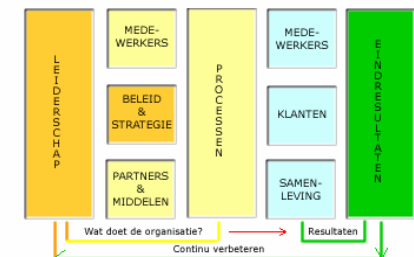 LEIDERSCHAP
MEDE-
WERKERS
BELEID
&
STRATEGIE
PARTNERS
&
MIDDELEN
PROCESSEN
MEDE-
WERKERS
KLANTEN
SAMEN-
LEVING
EINDRESULTATEN
Wat doet de organisatie?
Resultaten
Continu verbeteren